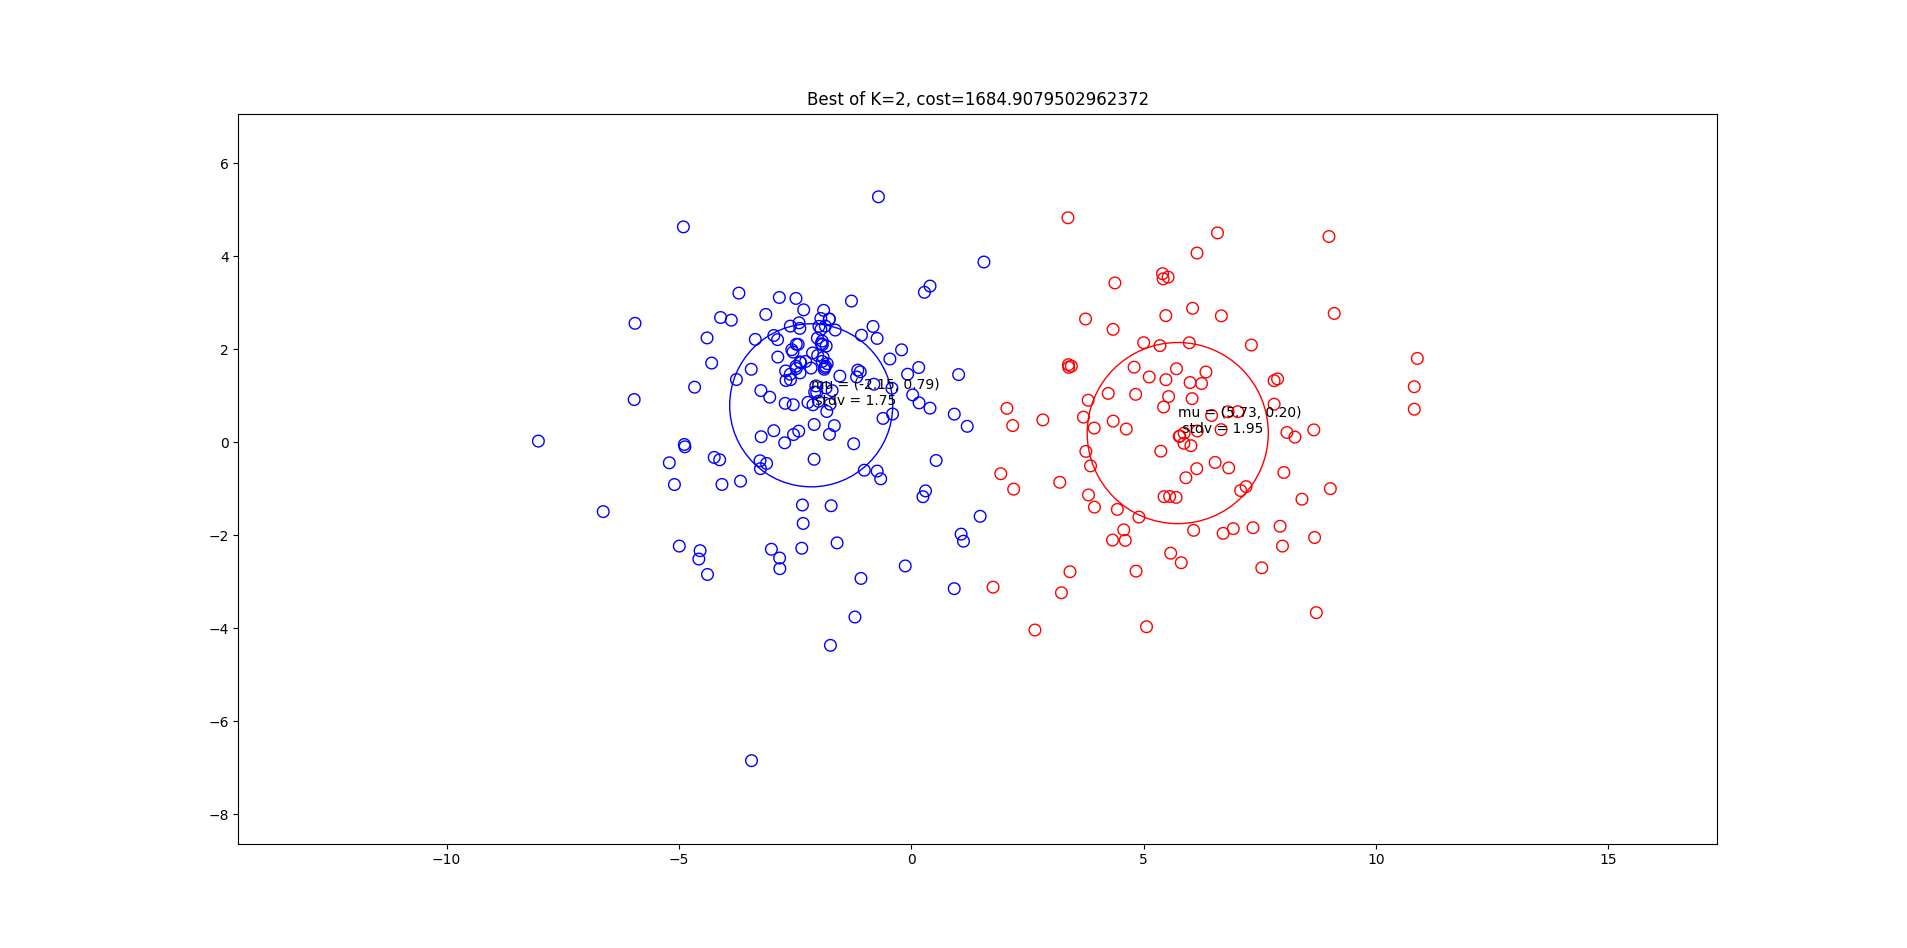 Best of K=2, cost=1684.9079502962372
6
4
2
0
−2
−4
−6
−8
mu = (-2.15, 0.79)
stdv = 1.75
mu = (5.73, 0.20)
stdv = 1.95
−10
−5
0
5
10
15